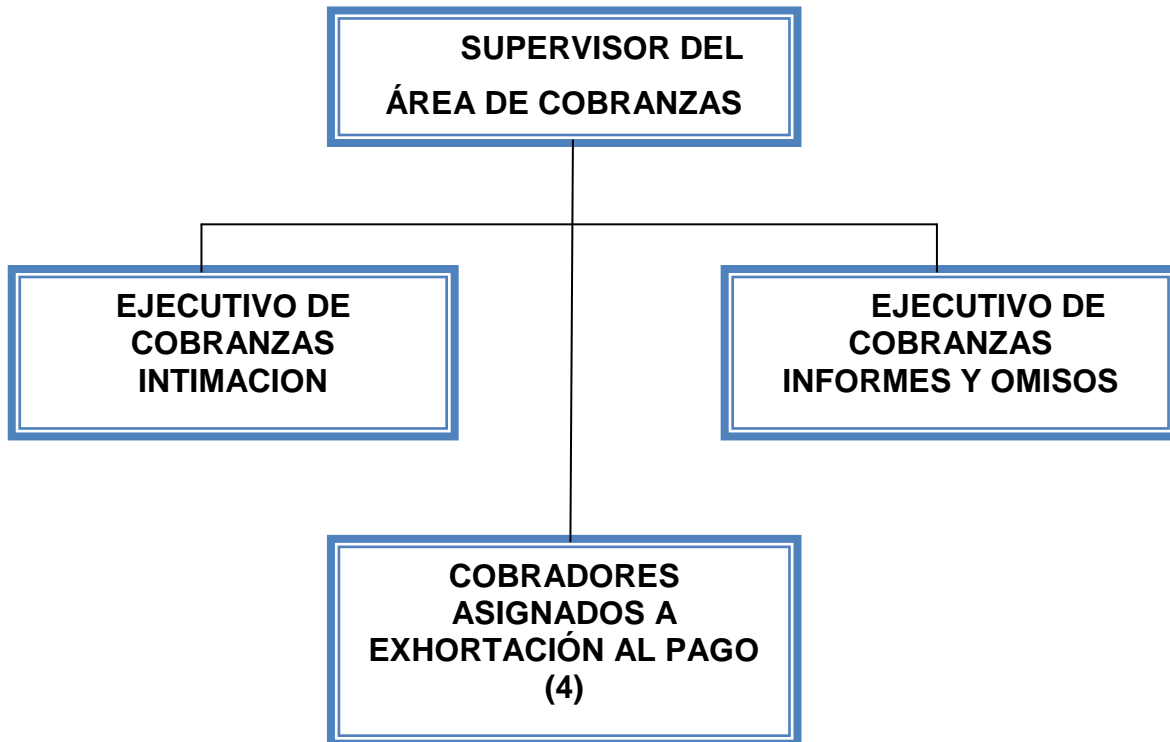 SUPERVISOR DEL
ÁREA DE COBRANZAS
EJECUTIVO DE
COBRANZAS
INTIMACION
EJECUTIVO DE
COBRANZAS
INFORMES Y OMISOS
COBRADORES
ASIGNADOS A
EXHORTACIÓN AL PAGO
(4)